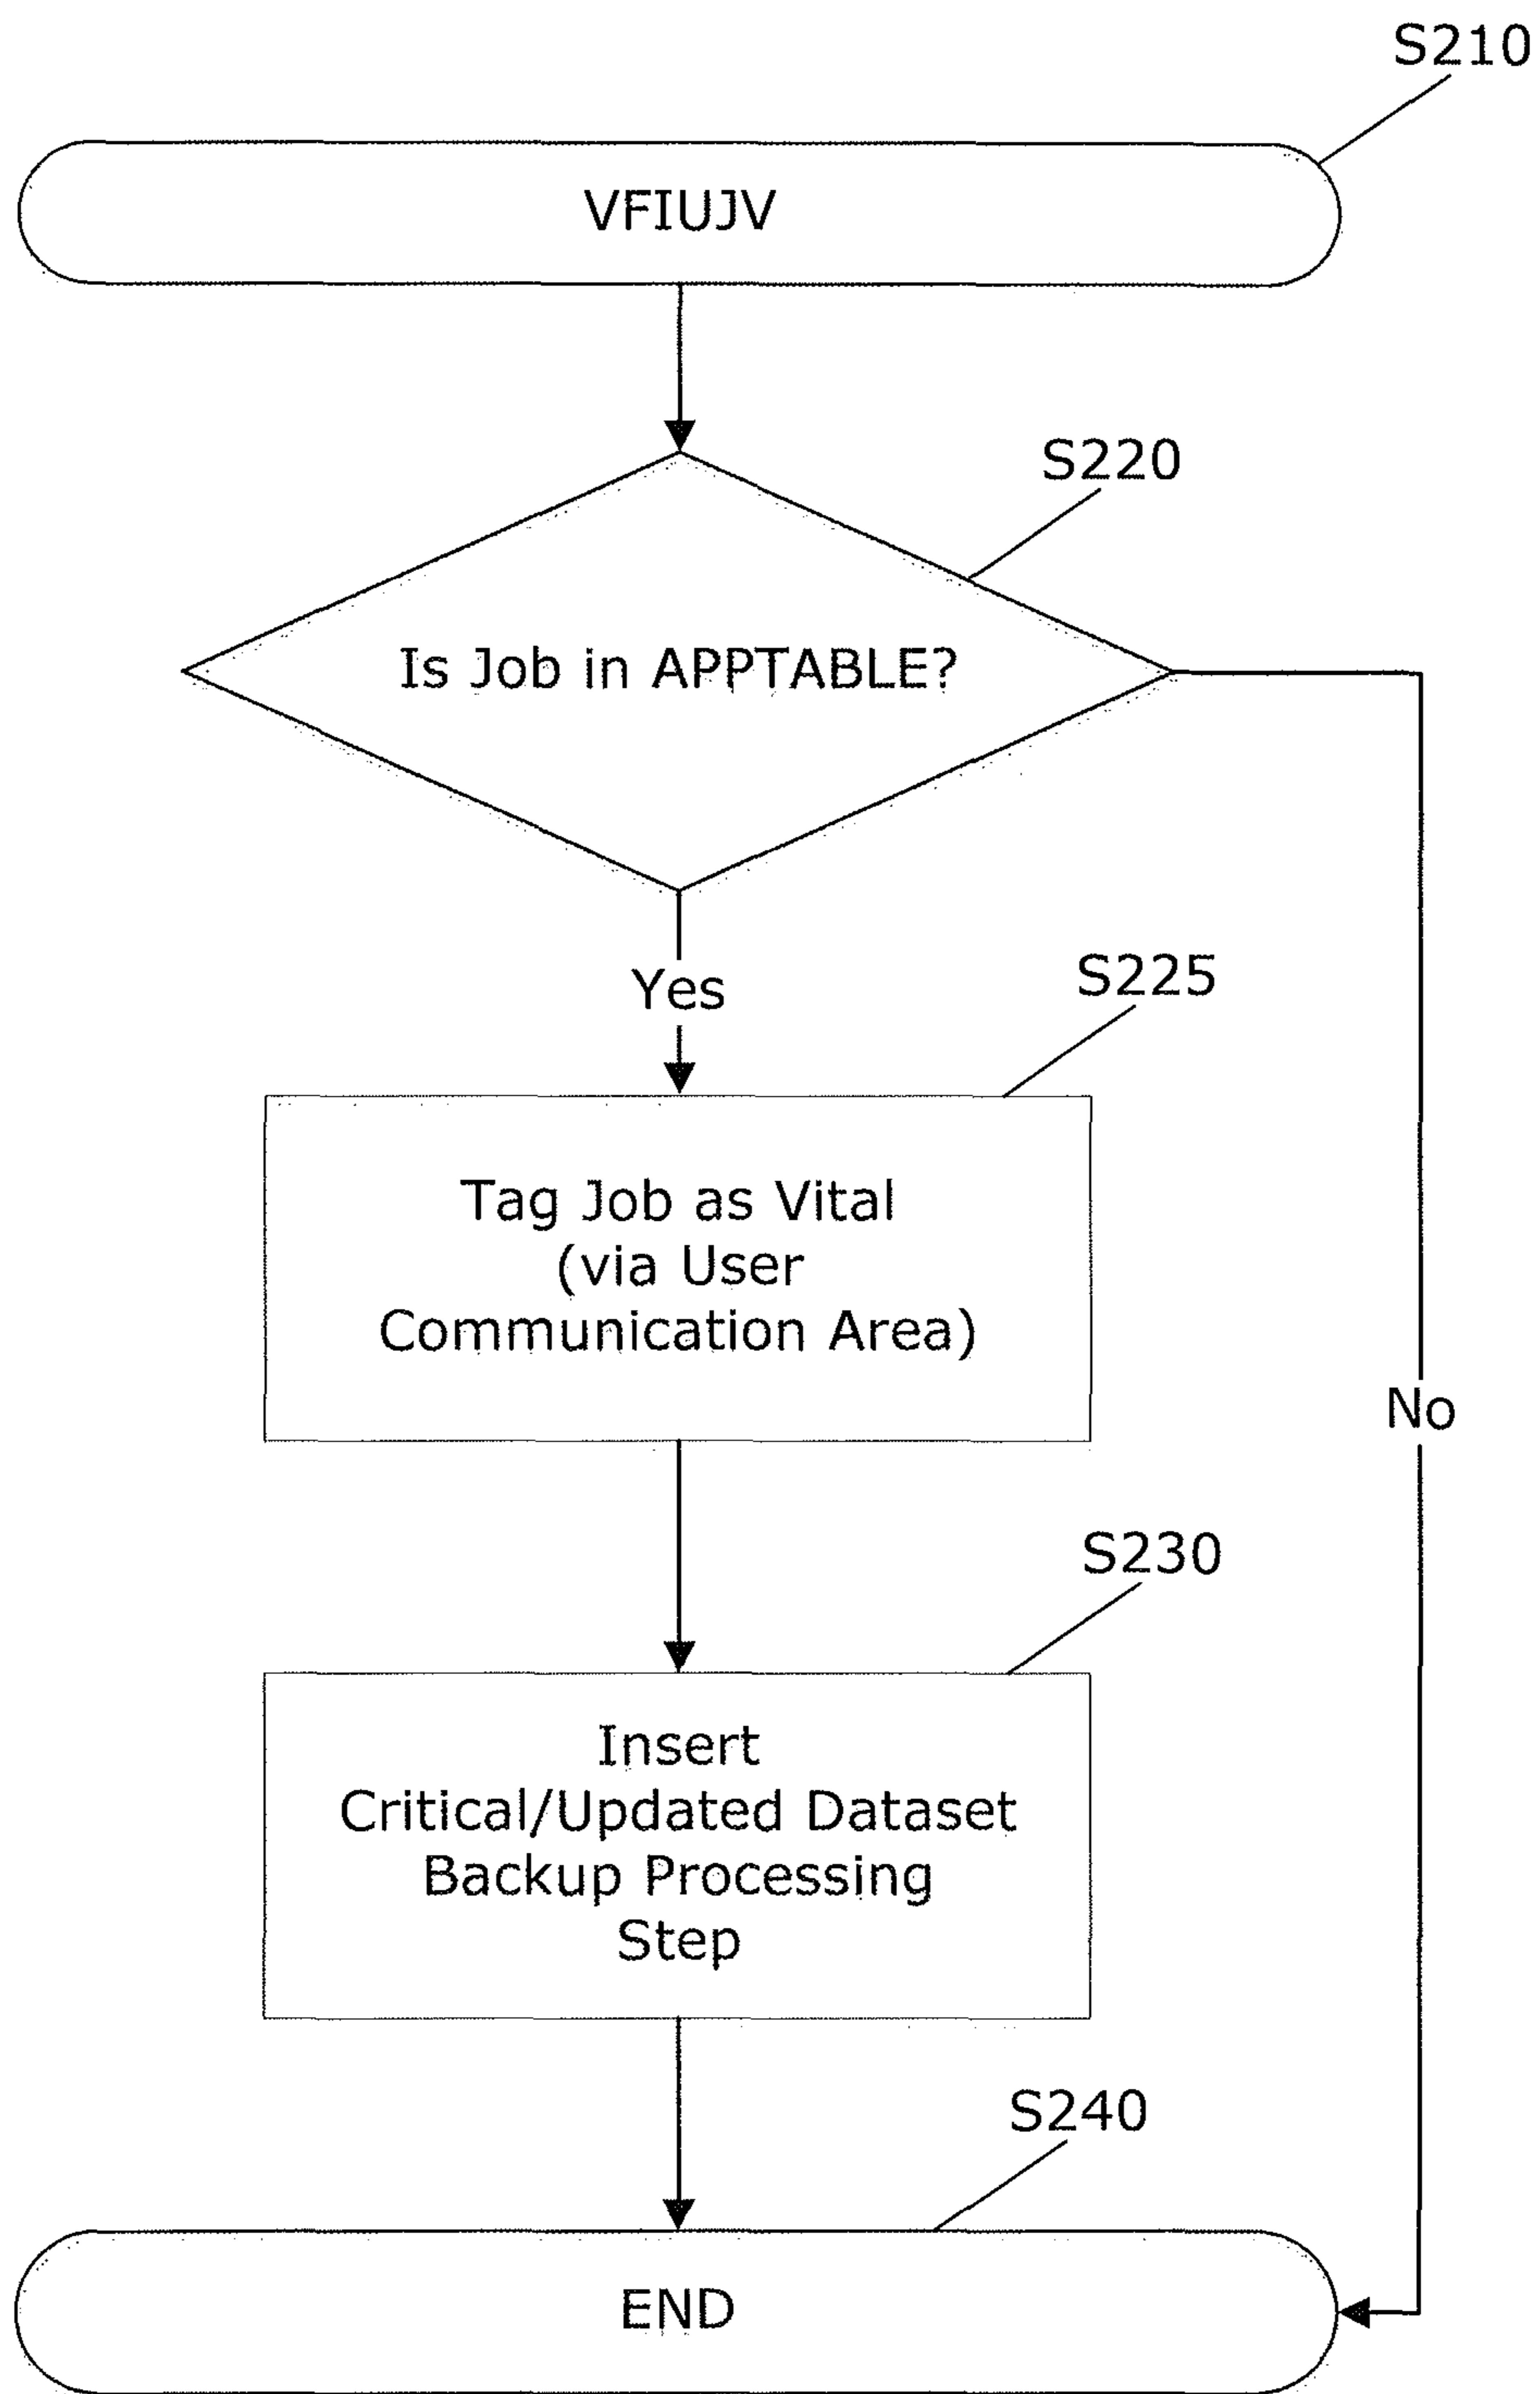 S210
VFIUJV
S220
Is Job in APPTABLE?
Yes
S225
Tag Job as Vital
(via User
Communication Area)
No
S230
Insert
Critical/Updated Dataset
Backup Processing
Step
S240
END